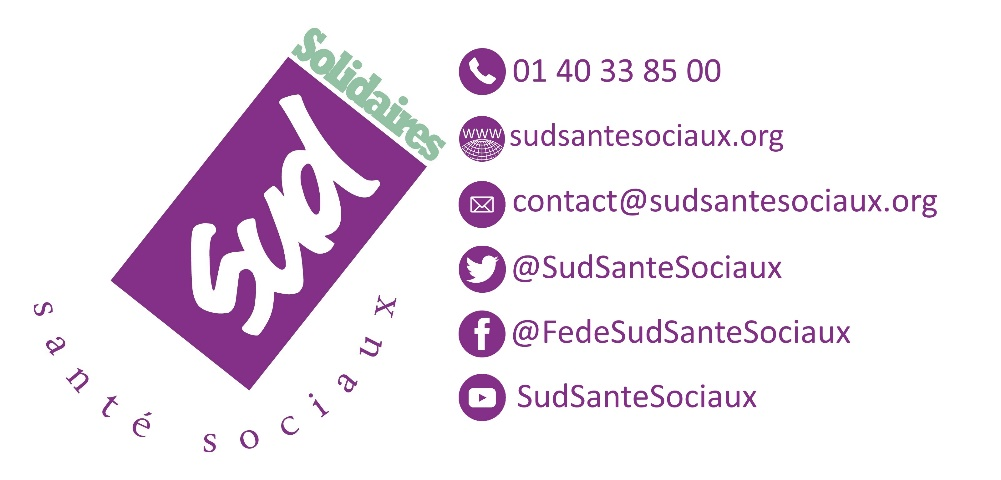 Solidaires
Sud
santé sociaux
01 40 33 85 00
www
sudsantesociaux.org
contact@sudsantesociaux.org
@SudSanteSociaux
@FedeSudSanteSociaux
SudSanteSociaux